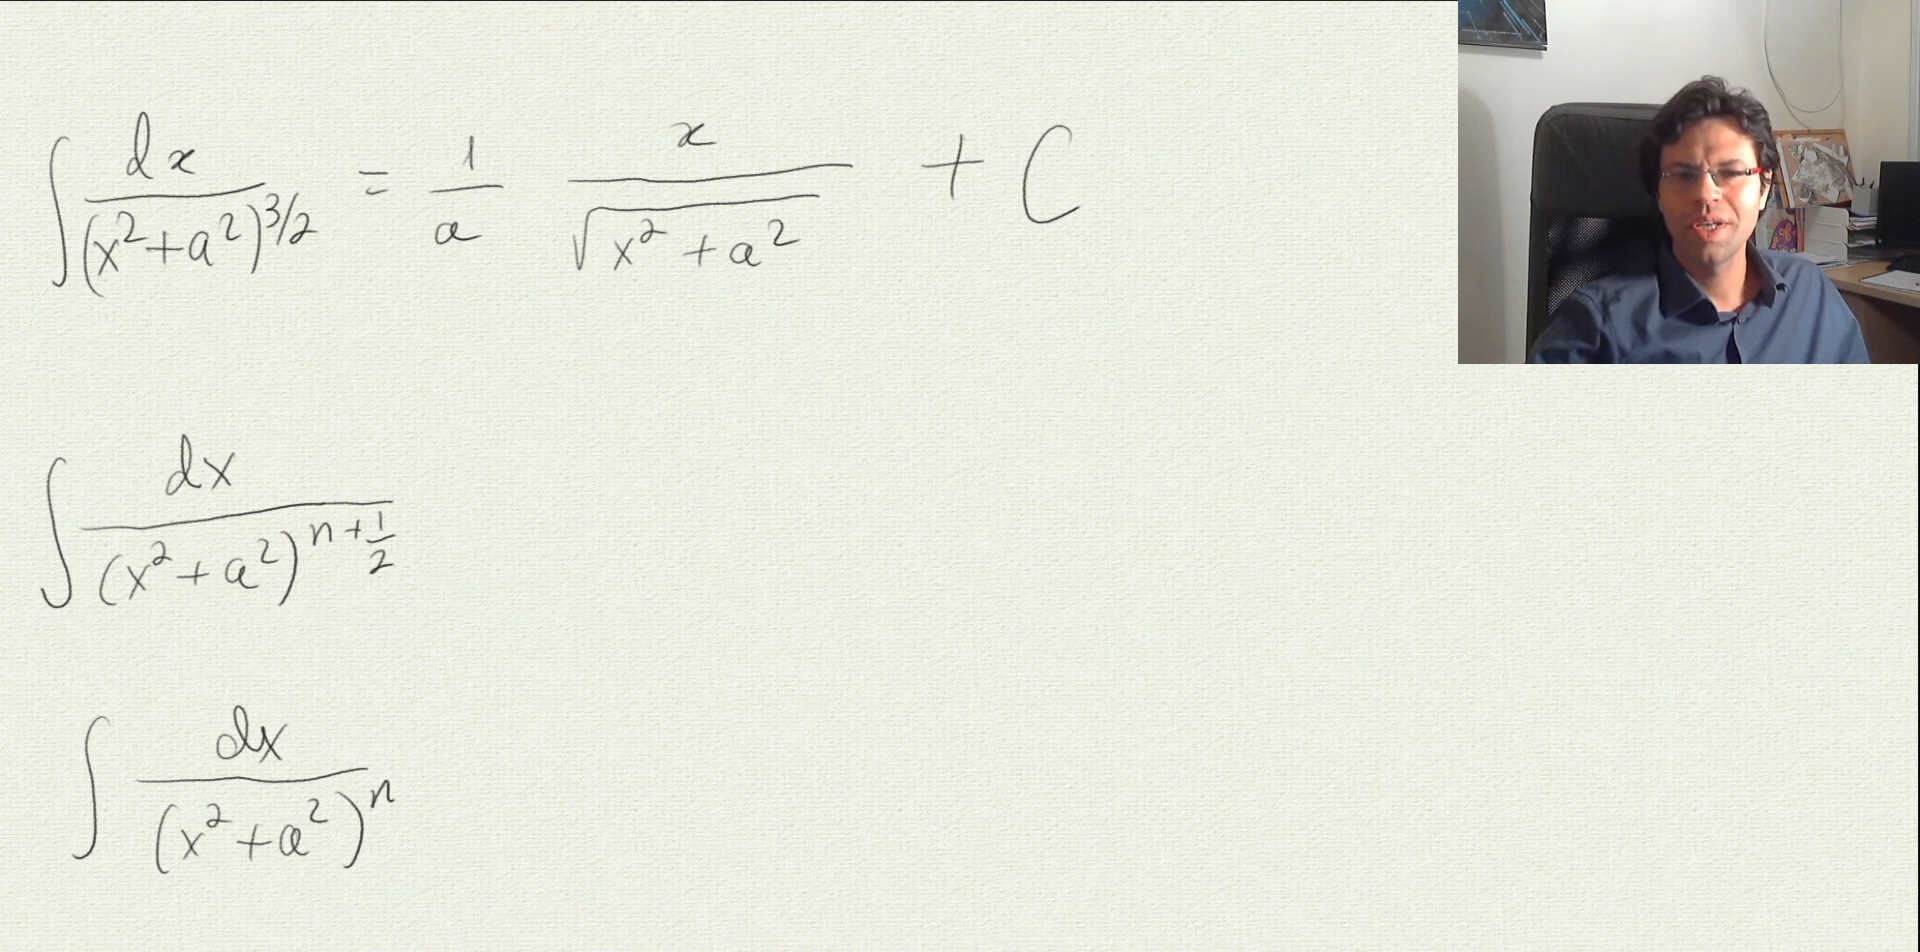 ∫ dx / (x² + a²)^{3/2} = 1/a x/√(x² + a²) + C
∫ dx / (x² + a²)^{n + 1/2}
∫ dx / (x² + a²)^n